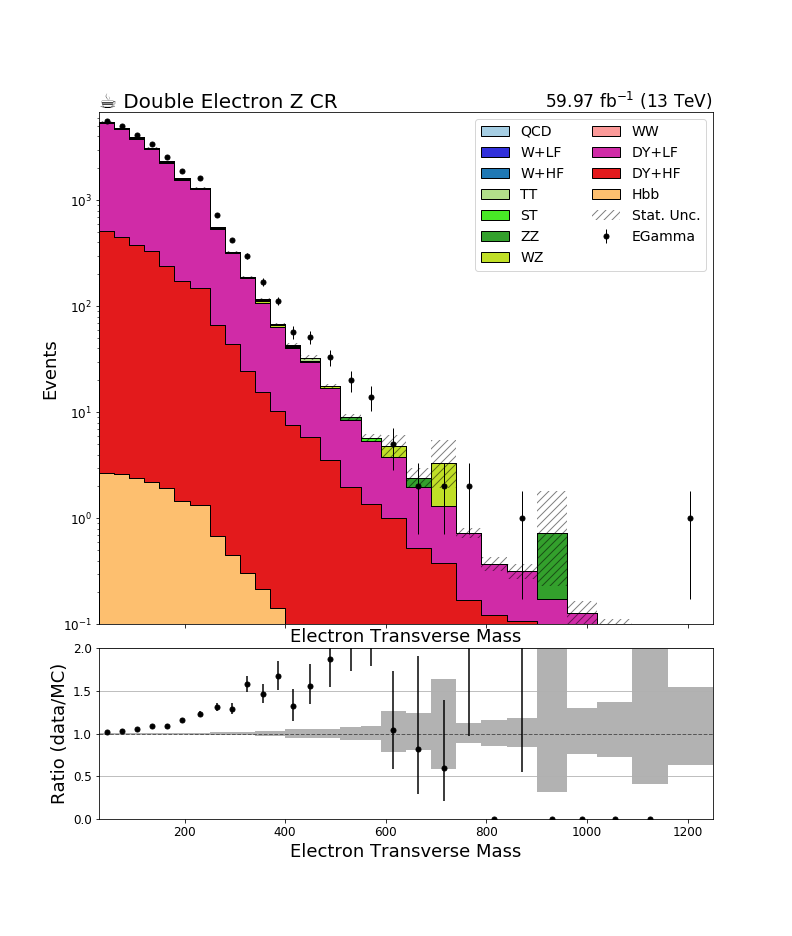 ☕ Double Electron Z CR
59.97 fb⁻¹ (13 TeV)
QCD
W+LF
W+HF
TT
ST
ZZ
WZ
WW
DY+LF
DY+HF
Hbb
Stat. Unc.
EGamma
Events
10³
10²
10¹
10⁰
10⁻¹
Electron Transverse Mass
Ratio (data/MC)
2.0
1.5
1.0
0.5
0.0
200 400 600 800 1000 1200
Electron Transverse Mass